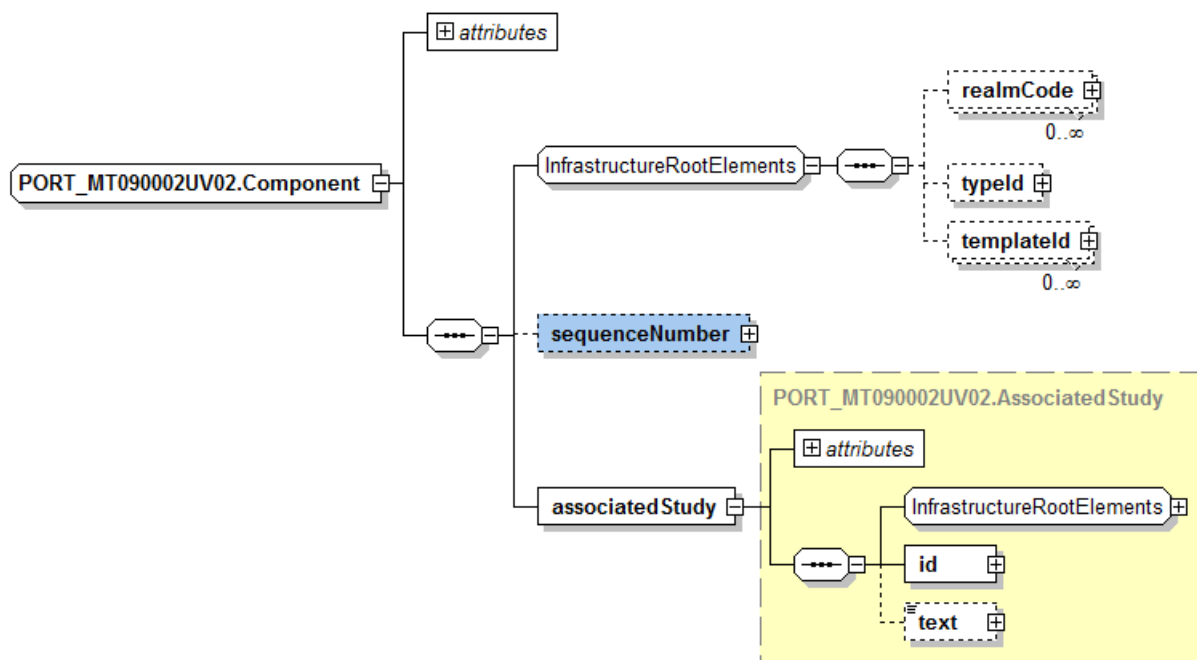 attributes
realmCode
0..∞
InfrastructureRootElements
PORT_MT090002UV02.Component
typeId
templateId
0..∞
sequenceNumber
PORT_MT090002UV02.AssociatedStudy
attributes
associatedStudy
InfrastructureRootElements
id
text